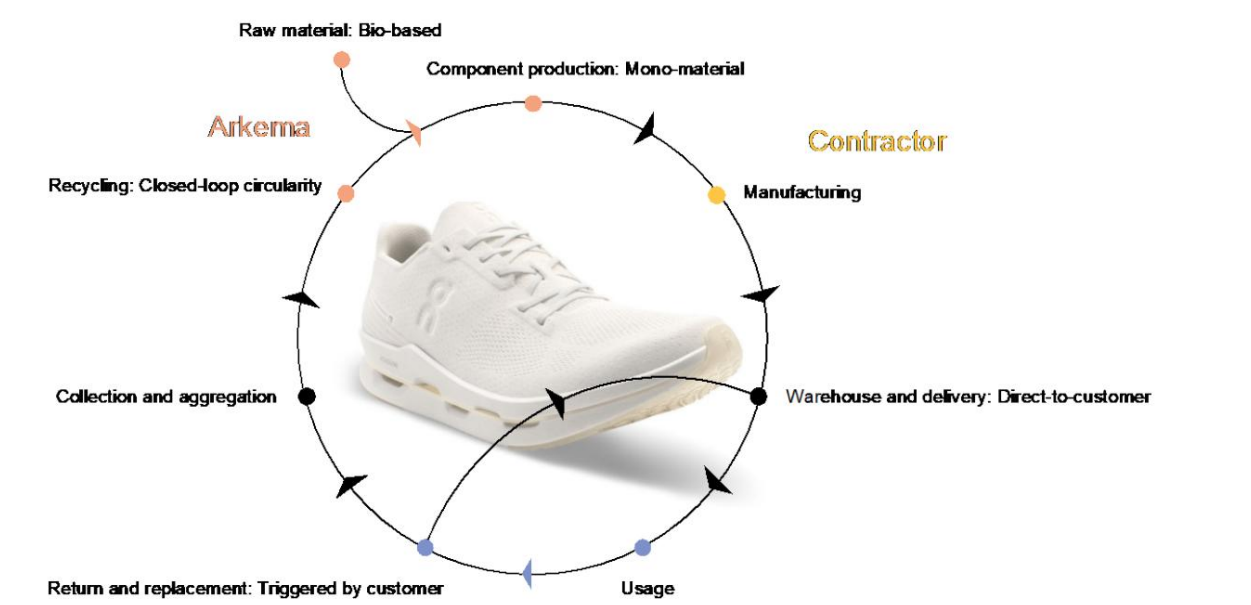 Raw material: Bio-based
Component production: Mono-material
Arkema
Contractor
Recycling: Closed-loop circularity
Manufacturing
Collection and aggregation
Warehouse and delivery: Direct-to-customer
Return and replacement: Triggered by customer
Usage